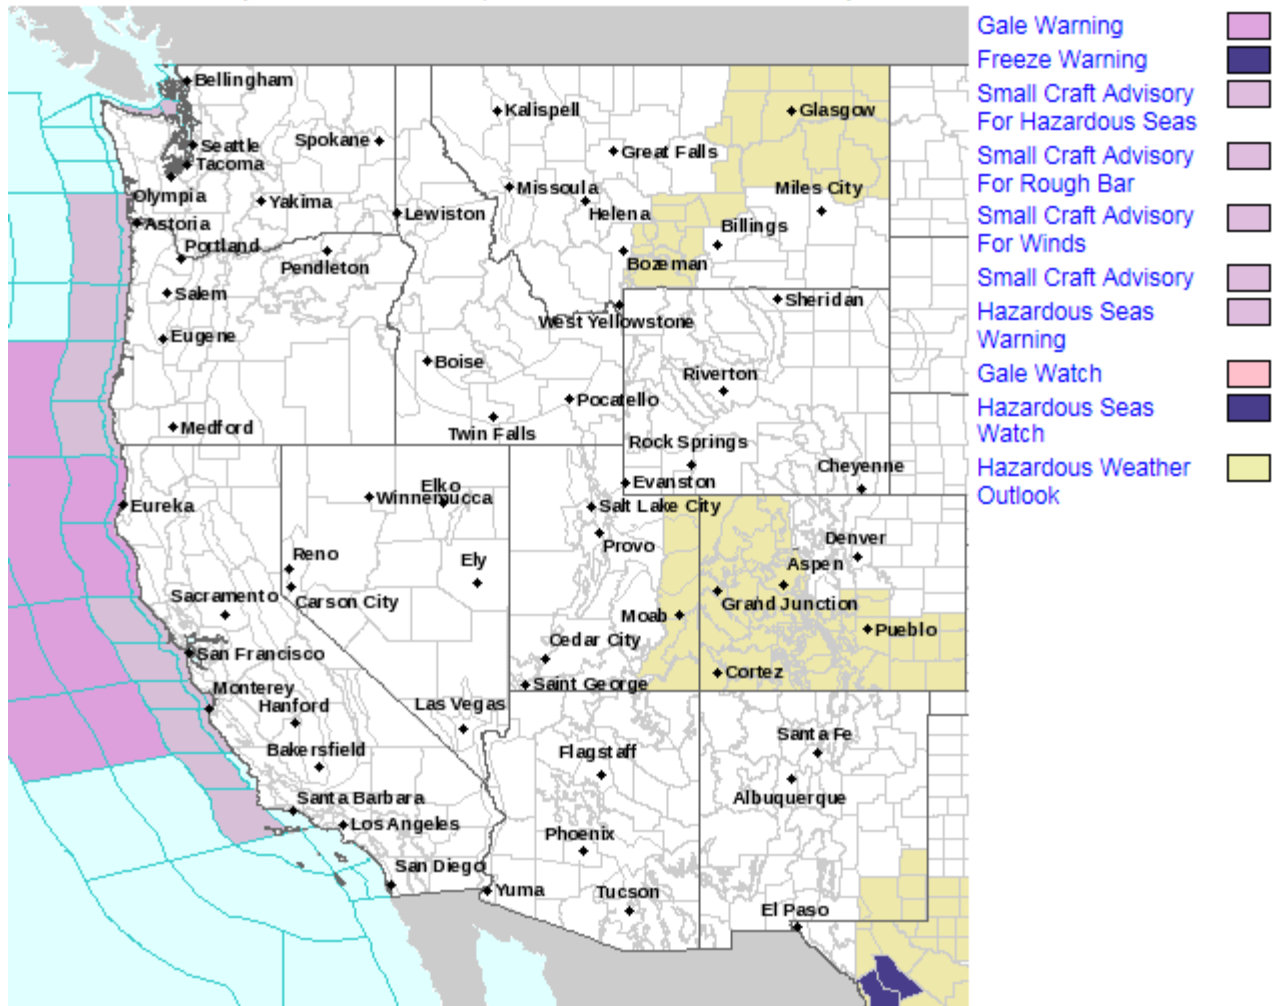 Gale Warning
Freeze Warning
Small Craft Advisory
For Hazardous Seas
Small Craft Advisory
For Rough Bar
Small Craft Advisory
For Winds
Small Craft Advisory
Hazardous Seas
Warning
Gale Watch
Hazardous Seas
Watch
Hazardous Weather
Outlook
Bellingham
Kalispell
Glasgow
Seattle
Spokane
Great Falls
Tacoma
Olympia
Yakima
Missoula
Miles City
Astoria
Lewiston
Helena
Billings
Portland
Pendleton
Bozeman
Salem
Sheridan
West Yellowstone
Eugene
Boise
Riverton
Pocatello
Medford
Twin Falls
Rock Springs
Cheyenne
Evanston
Elko
Winnemucca
Eureka
Salt Lake City
Provo
Denver
Reno
Ely
Aspen
Sacramento
Carson City
Grand Junction
Moab
Pueblo
Cedar City
San Francisco
Cortez
Saint George
Monterey
Hanford
Las Vegas
Santa Fe
Bakersfield
Flagstaff
Albuquerque
Santa Barbara
Los Angeles
Phoenix
San Diego
Yuma
Tucson
El Paso